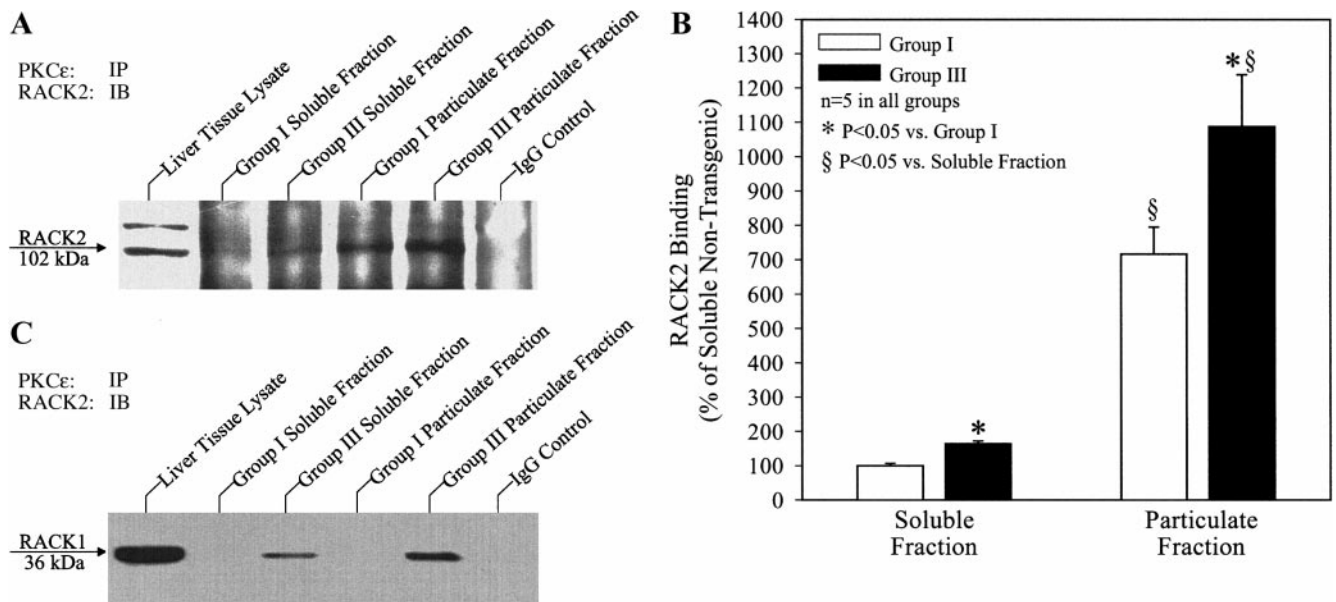 A
PKCε: IP
RACK2: IB
Liver Tissue Lysate
Group I Soluble Fraction
Group III Soluble Fraction
Group I Particulate Fraction
Group III Particulate Fraction
IgG Control
RACK2
102 kDa
C
PKCε: IP
RACK2: IB
Liver Tissue Lysate
Group I Soluble Fraction
Group III Soluble Fraction
Group I Particulate Fraction
Group III Particulate Fraction
IgG Control
RACK1
36 kDa
B
RACK2 Binding
(% of Soluble Non-Transgenic)
1400
1300
1200
1100
1000
900
800
700
600
500
400
300
200
100
0
Group I
Group III
n=5 in all groups
* P<0.05 vs. Group I
§ P<0.05 vs. Soluble Fraction
*
§
*§
Soluble
Fraction
Particulate
Fraction